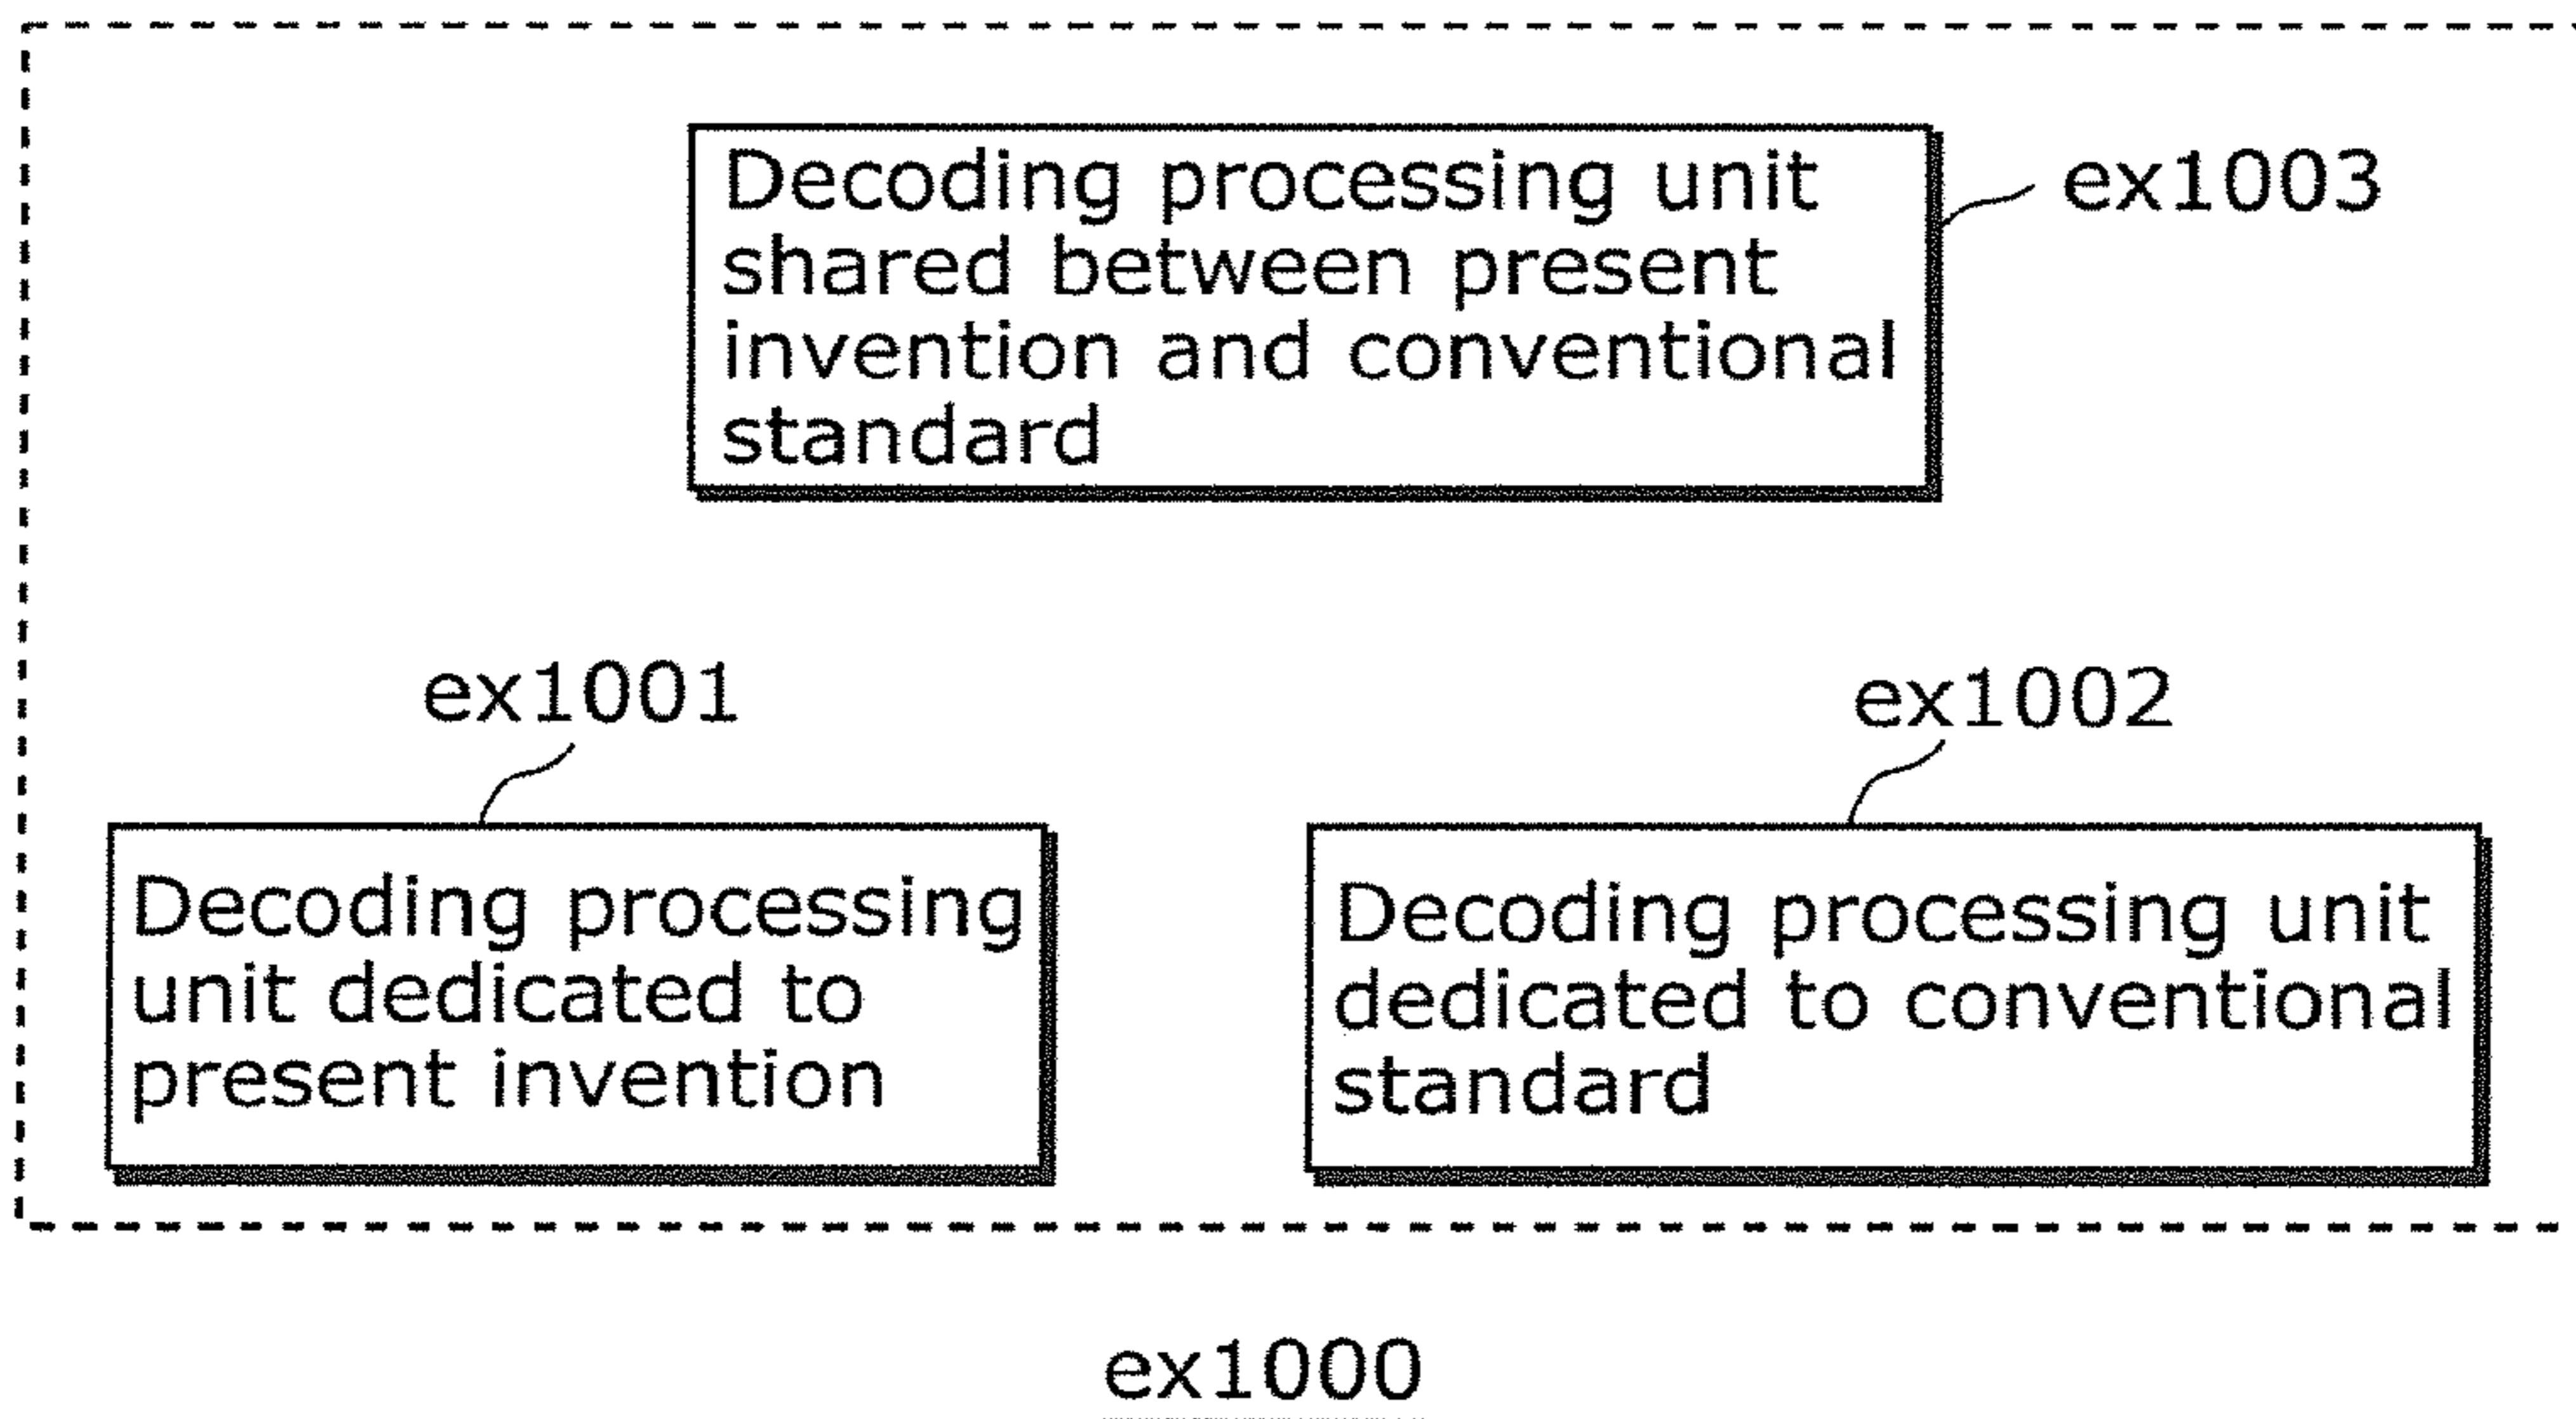 Decoding processing unit
shared between present
invention and conventional
standard
ex1003
ex1001
ex1002
Decoding processing
unit dedicated to
present invention
Decoding processing unit
dedicated to conventional
standard
ex1000